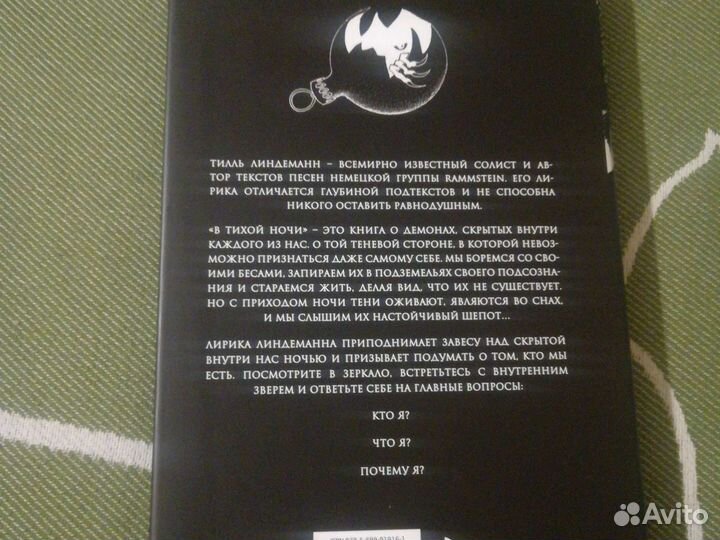 ТИЛЛЬ ЛИНДЕМАНН – ВСЕМИРНО ИЗВЕСТНЫЙ СОЛИСТ И АВ-
ТОР ТЕКСТОВ ПЕСЕН НЕМЕЦКОЙ ГРУППЫ RAMMSTEIN. ЕГО ЛИ-
РИКА ОТЛИЧАЕТСЯ ГЛУБИНОЙ ПОДТЕКСТОВ И НЕ СПОСОБНА
НИКОГО ОСТАВИТЬ РАВНОДУШНЫМ.
«В ТИХОЙ НОЧИ» – ЭТО КНИГА О ДЕМОНАХ, СКРЫТЫХ ВНУТРИ
КАЖДОГО ИЗ НАС. О ТОЙ ТЕНЕВОЙ СТОРОНЕ, В КОТОРОЙ НЕВОЗ-
МОЖНО ПРИЗНАТЬСЯ ДАЖЕ САМОМУ СЕБЕ. МЫ БОРЕМСЯ СО СВО-
ИМИ БЕСАМИ, ЗАПИРАЕМ ИХ В ПОДЗЕМЕЛЬЯХ СВОЕГО ПОДСОЗНА-
НИЯ И СТАРАЕМСЯ ЖИТЬ, ДЕЛАЯ ВИД, ЧТО ИХ НЕ СУЩЕСТВУЕТ.
НО С ПРИХОДОМ НОЧИ ТЕНИ ОЖИВАЮТ, ЯВЛЯЮТСЯ ВО СНАХ,
И МЫ СЛЫШИМ ИХ НАСТОЙЧИВЫЙ ШЕПОТ...
ЛИРИКА ЛИНДЕМАННА ПРИПОДНИМАЕТ ЗАВЕСУ НАД СКРЫТОЙ
ВНУТРИ НАС НОЧЬЮ И ПРИЗЫВАЕТ ПОДУМАТЬ О ТОМ, КТО МЫ
ЕСТЬ. ПОСМОТРИТЕ В ЗЕРКАЛО, ВСТРЕТЬТЕСЬ С ВНУТРЕННИМ
ЗВЕРЕМ И ОТВЕТЬТЕ СЕБЕ НА ГЛАВНЫЕ ВОПРОСЫ:
КТО Я?
ЧТО Я?
ПОЧЕМУ Я?
Avito